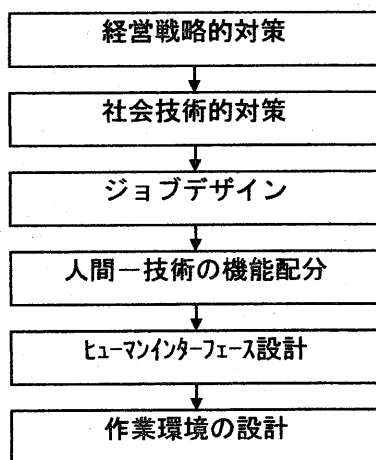 経営戦略的対策
社会技術的対策
ジョブデザイン
人間－技術の機能配分
ﾋｭｰﾏﾝｲﾝﾀｰﾌｪｰｽ設計
作業環境の設計